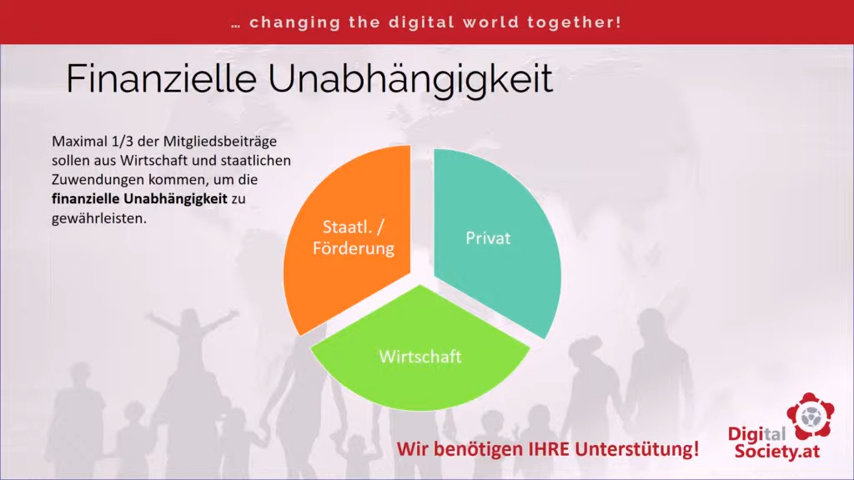 … changing the digital world together!
Finanzielle Unabhängigkeit
Maximal 1/3 der Mitgliedsbeiträge
sollen aus Wirtschaft und staatlichen
Zuwendungen kommen, um die
finanzielle Unabhängigkeit zu
gewährleisten.
Staatl. /
Förderung
Privat
Wirtschaft
Wir benötigen IHRE Unterstütung!
Digital
Society.at